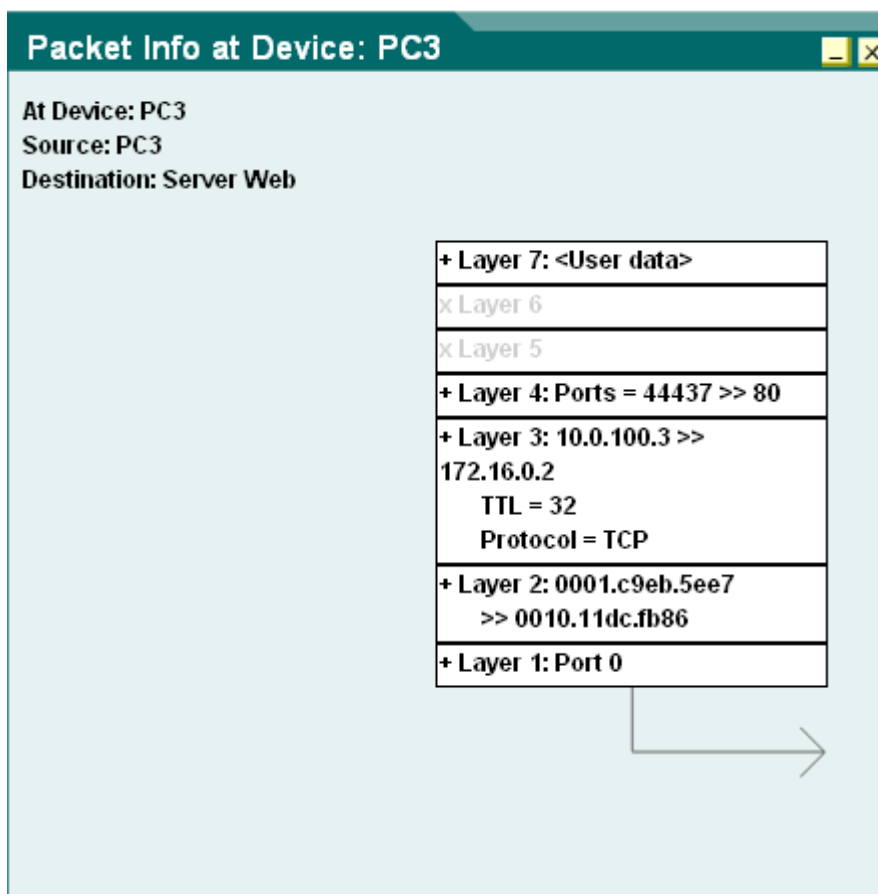 Packet Info at Device: PC3
At Device: PC3
Source: PC3
Destination: Server Web
+ Layer 7: <User data>
x Layer 6
x Layer 5
+ Layer 4: Ports = 44437 >> 80
+ Layer 3: 10.0.100.3 >>
172.16.0.2
TTL = 32
Protocol = TCP
+ Layer 2: 0001.c9eb.5ee7
>> 0010.11dc.fb86
+ Layer 1: Port 0